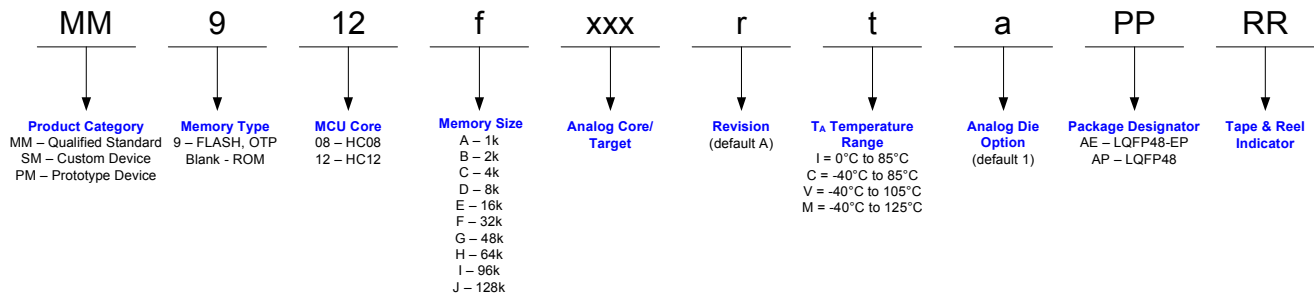 MM 9 12 f xxx r t a PP RR
Product Category
MM – Qualified Standard
SM – Custom Device
PM – Prototype Device
Memory Type
9 – FLASH, OTP
Blank - ROM
MCU Core
08 – HC08
12 – HC12
Memory Size
A – 1k
B – 2k
C – 4k
D – 8k
E – 16k
F – 32k
G – 48k
H – 64k
I – 96k
J – 128k
Analog Core/
Target
Revision
(default A)
TA Temperature
Range
I = 0°C to 85°C
C = -40°C to 85°C
V = -40°C to 105°C
M = -40°C to 125°C
Analog Die
Option
(default 1)
Package Designator
AE – LQFP48-EP
AP – LQFP48
Tape & Reel
Indicator